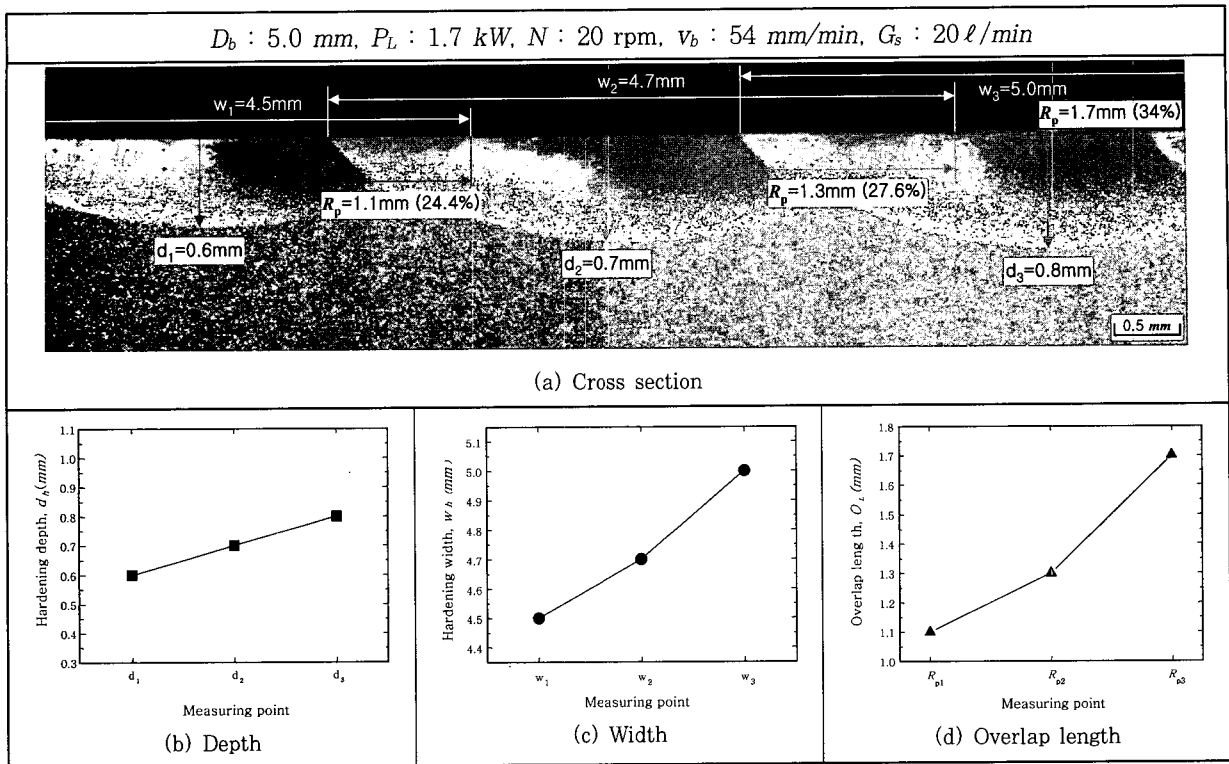 D_b : 5.0 mm, P_L : 1.7 kW, N : 20 rpm, v_b : 54 mm/min, G_s : 20 ℓ/min
w₂=4.7mm
w₁=4.5mm
w₃=5.0mm
R_p=1.7mm (34%)
R_p=1.1mm (24.4%)
R_p=1.3mm (27.6%)
d₁=0.6mm
d₂=0.7mm
d₃=0.8mm
0.5 mm
(a) Cross section
Hardening depth, d_h (mm)
1.1
1.0
0.9
0.8
0.7
0.6
0.5
0.4
0.3
d₁ d₂ d₃
Measuring point
(b) Depth
Hardening width, w_h (mm)
5.1
5.0
4.9
4.8
4.7
4.6
4.5
4.4
w₁ w₂ w₃
Measuring point
(c) Width
Overlap length, O_L (mm)
1.8
1.7
1.6
1.5
1.4
1.3
1.2
1.1
1.0
R_p1 R_p2 R_p3
Measuring point
(d) Overlap length